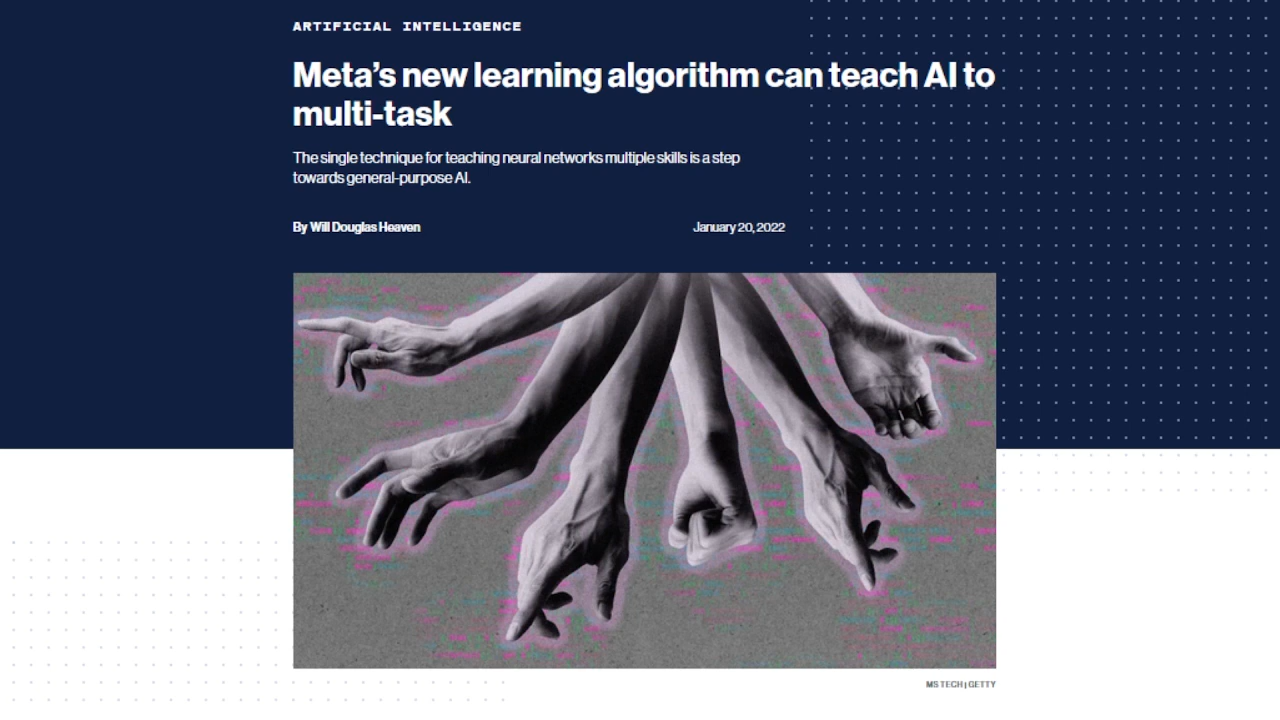 ARTIFICIAL INTELLIGENCE
Meta's new learning algorithm can teach AI to
multi-task
The single technique for teaching neural networks multiple skills is a step
towards general-purpose AI.
By Will Douglas Heaven
January 20, 2022
MS TECH | GETTY